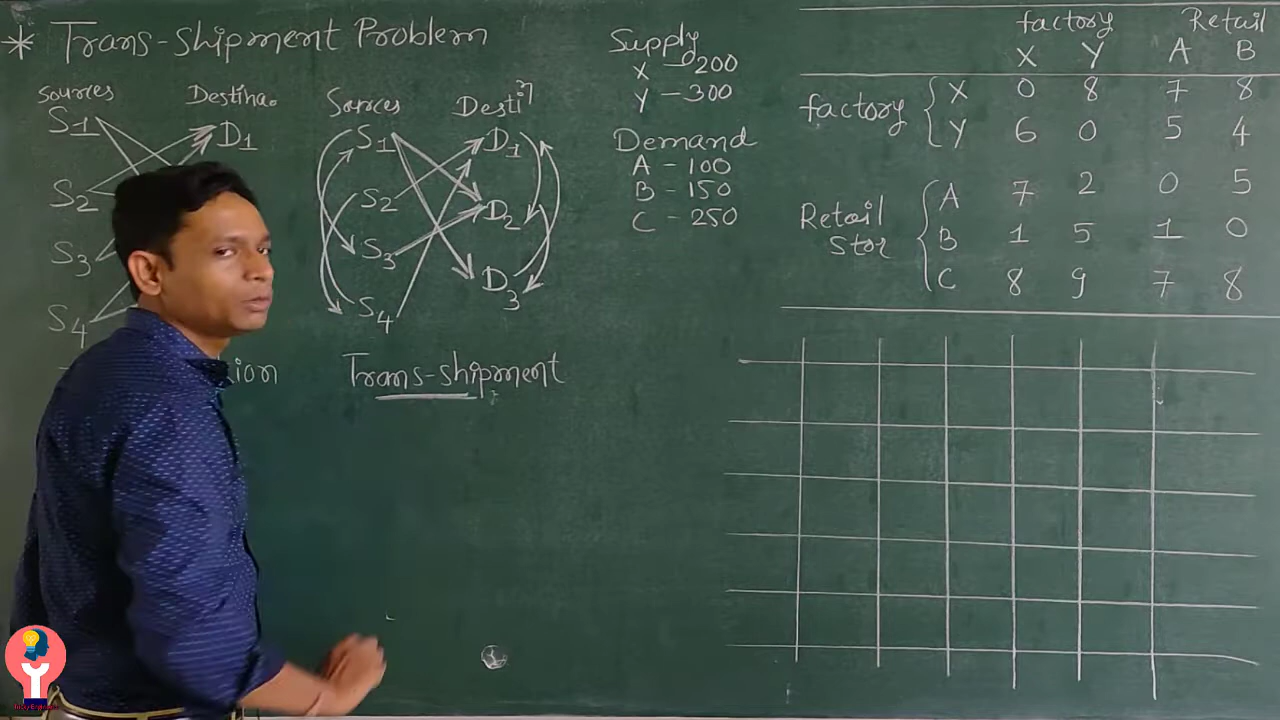 * Trans-shipment Problem
Sources Destina.
S1 D1
S2
S3
S4
Sources Desti
S1 D1
S2 D2
S3
S4 D3
Trans-shipment
Supply
X - 200
Y - 300
Demand
A - 100
B - 150
C - 250
factory Retail
X Y A B
factory X 0 8 7 8
Y 6 0 5 4
Retail Stor A 7 2 0 5
B 1 5 1 0
C 8 9 7 8